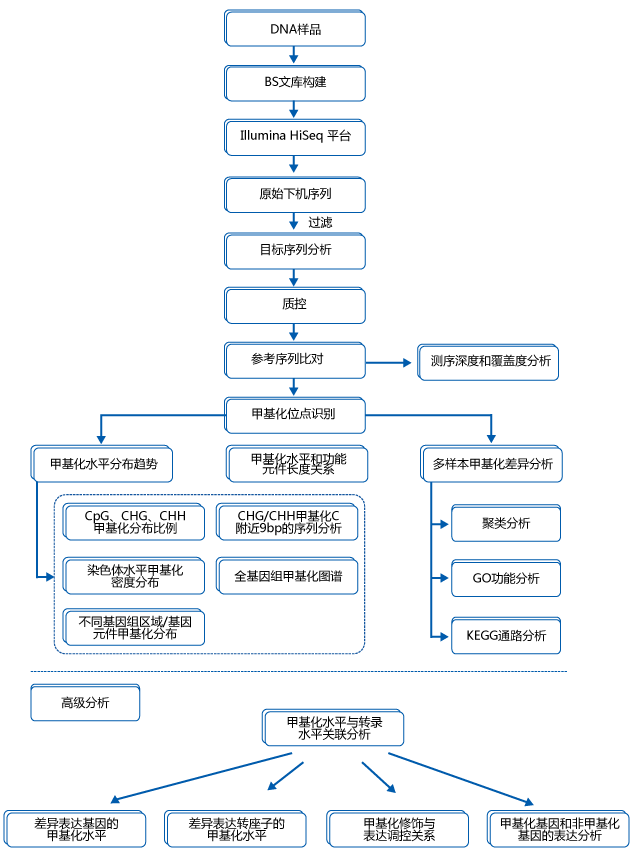 DNA样品
BS文库构建
Illumina HiSeq 平台
原始下机序列
过滤
目标序列分析
质控
参考序列比对
测序深度和覆盖度分析
甲基化位点识别
甲基化水平分布趋势
甲基化水平和功能
元件长度关系
多样本甲基化差异分析
CpG、CHG、CHH
甲基化分布比例
CHG/CHH甲基化C
附近9bp的序列分析
染色体水平甲基化
密度分布
全基因组甲基化图谱
不同基因组区域/基因
元件甲基化分布
聚类分析
GO功能分析
KEGG通路分析
高级分析
甲基化水平与转录
水平关联分析
差异表达基因的
甲基化水平
差异表达转座子的
甲基化水平
甲基化修饰与
表达调控关系
甲基化基因和非甲基化
基因的表达分析